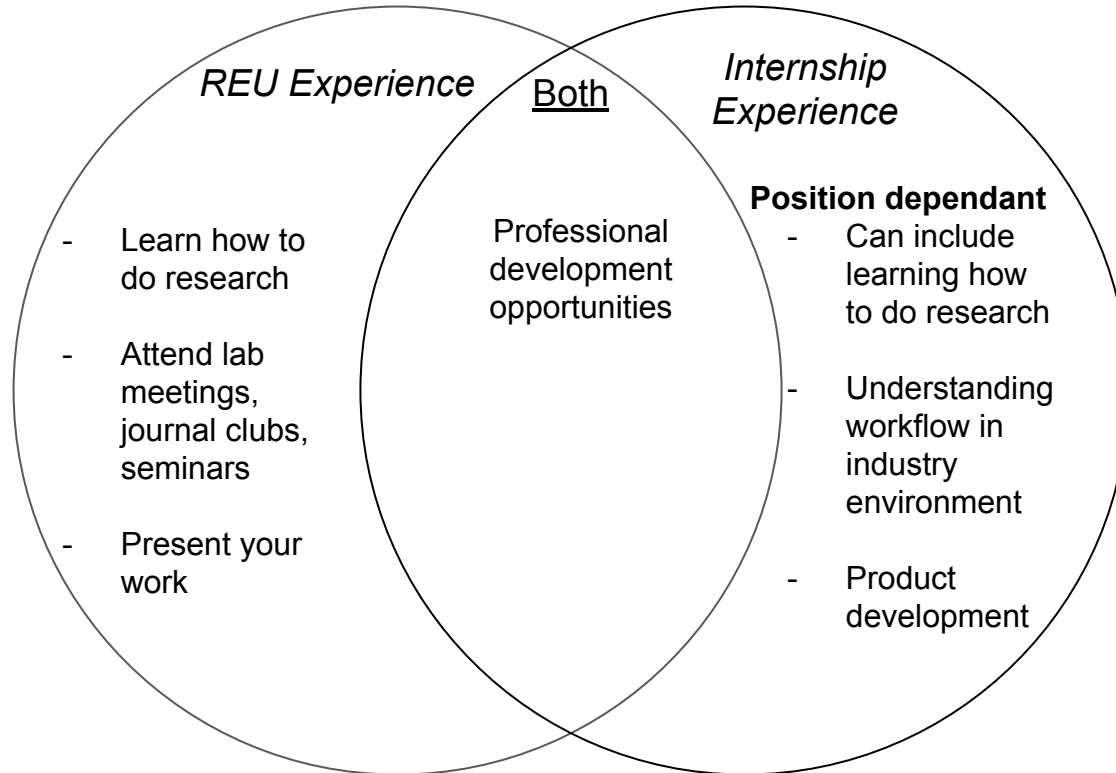 REU Experience
Both
Internship
Experience
- Learn how to
do research
- Attend lab
meetings,
journal clubs,
seminars
- Present your
work
Professional
development
opportunities
Position dependant
- Can include
learning how
to do research
- Understanding
workflow in
industry
environment
- Product
development